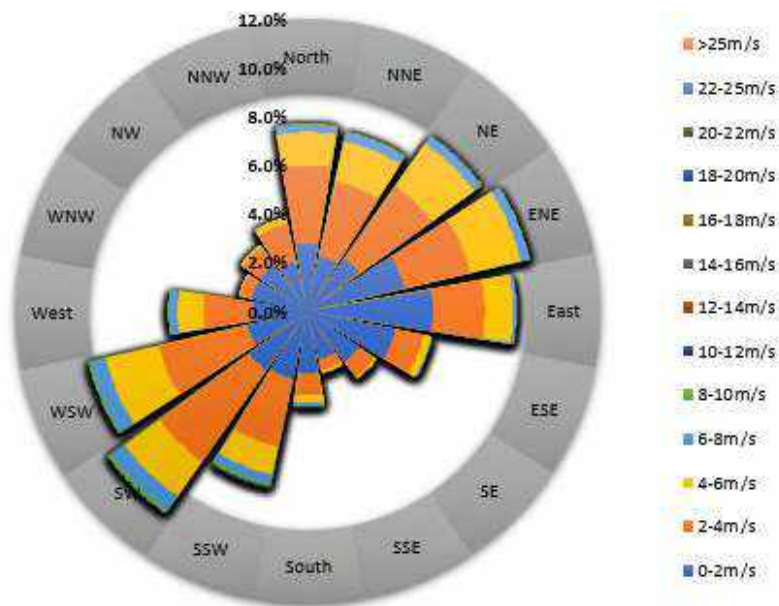 12.0%
10.0%
8.0%
6.0%
4.0%
2.0%
0.0%
North
NNE
NE
ENE
East
ESE
SE
SSE
South
SSW
SW
WSW
West
WNW
NW
NNW
>25m/s
22-25m/s
20-22m/s
18-20m/s
16-18m/s
14-16m/s
12-14m/s
10-12m/s
8-10m/s
6-8m/s
4-6m/s
2-4m/s
0-2m/s